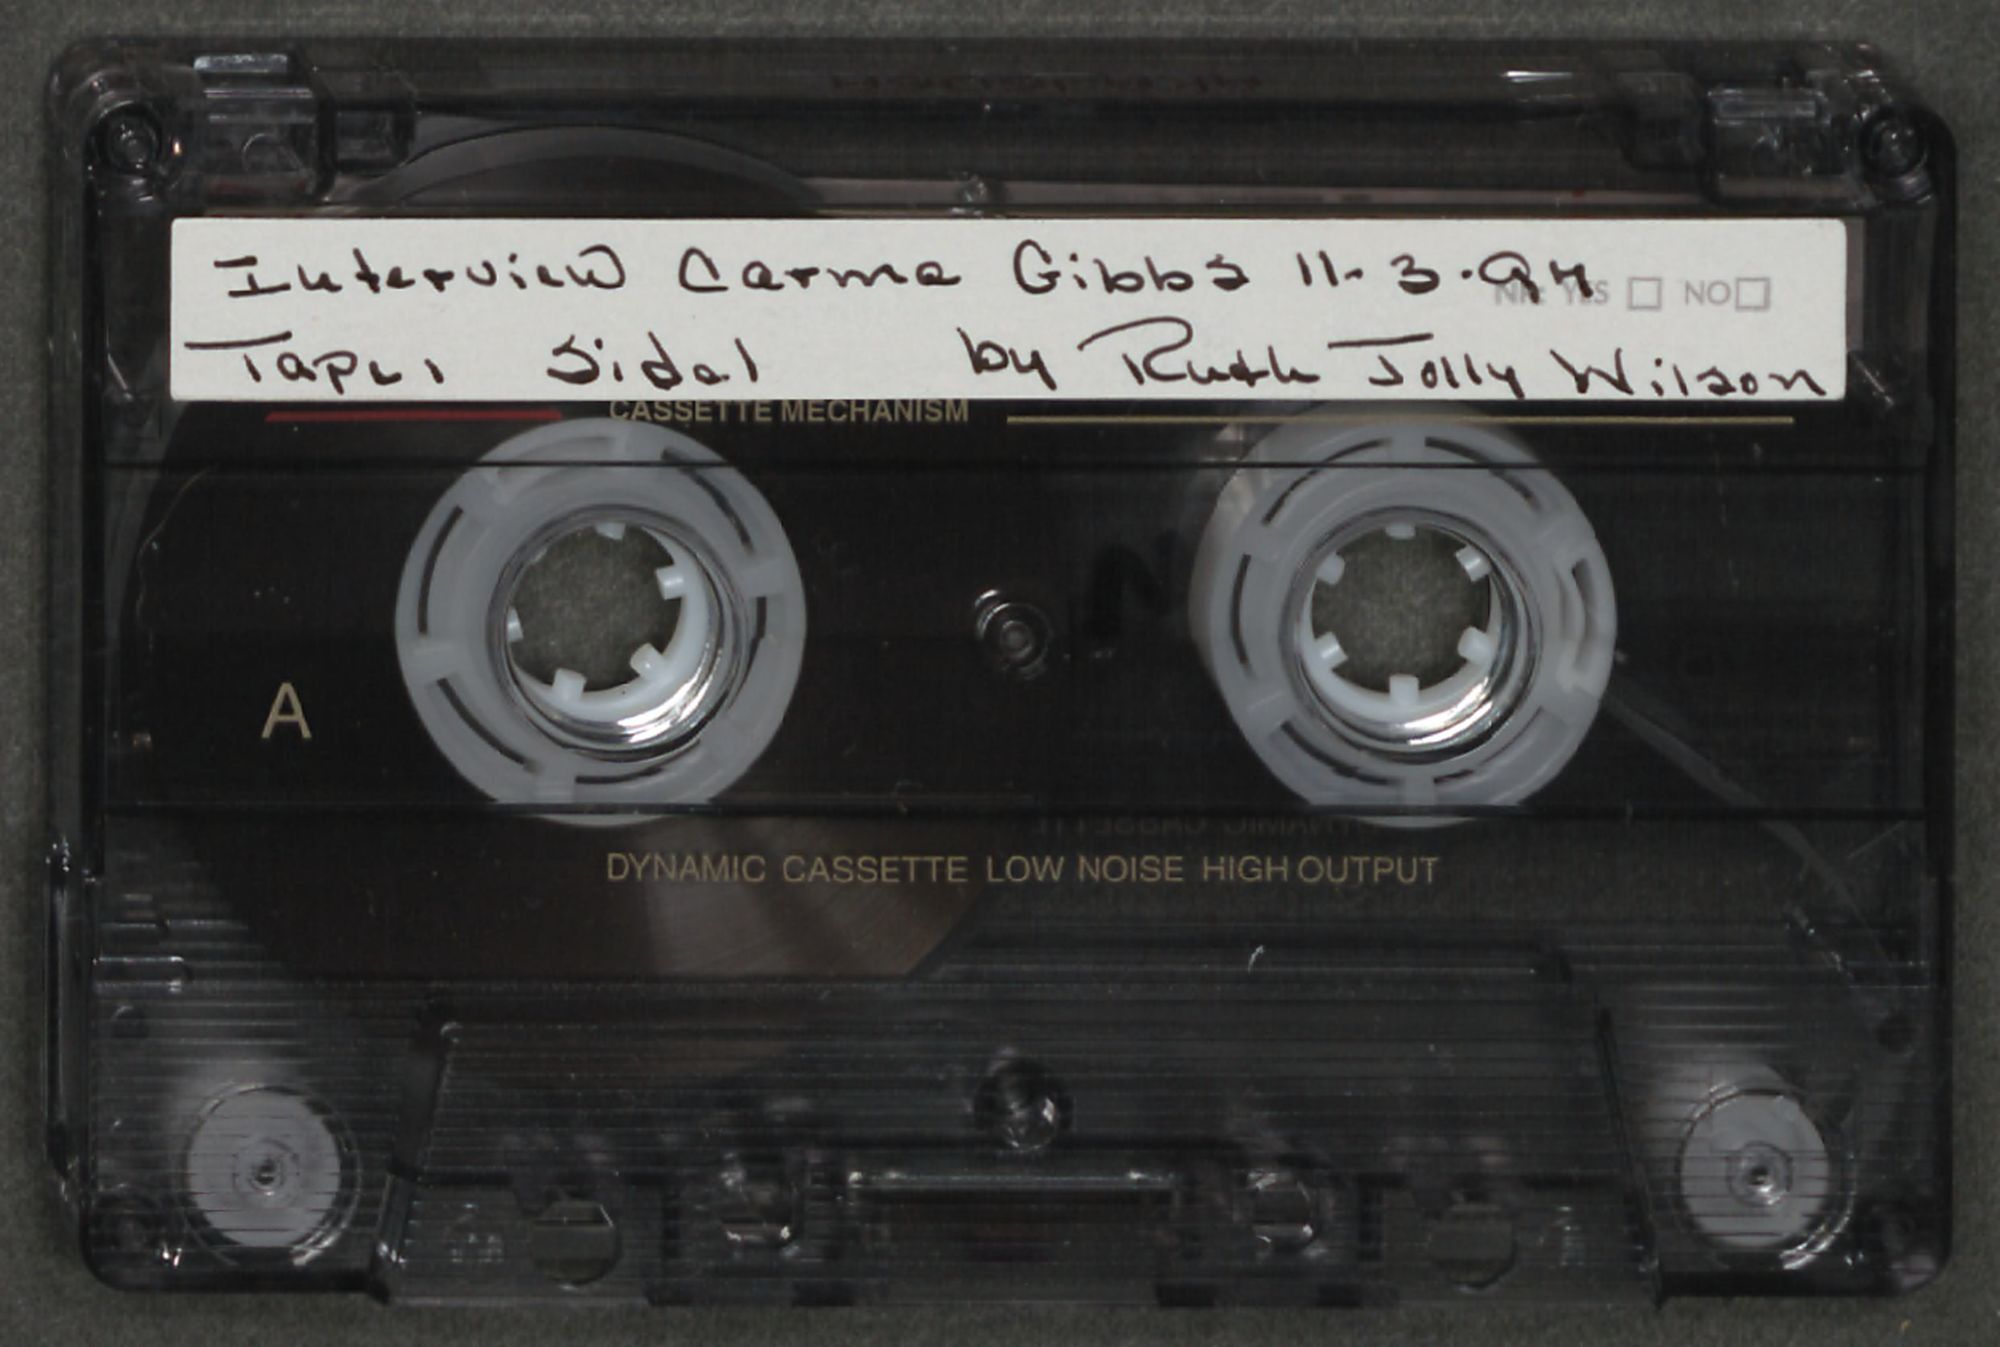 Interview Carma Gibbs 11-3-94
NR: YES □ NO □
Tape 1 Side 1 by Ruth Jolly Wilson
CASSETTE MECHANISM
A
DYNAMIC CASSETTE LOW NOISE HIGH OUTPUT